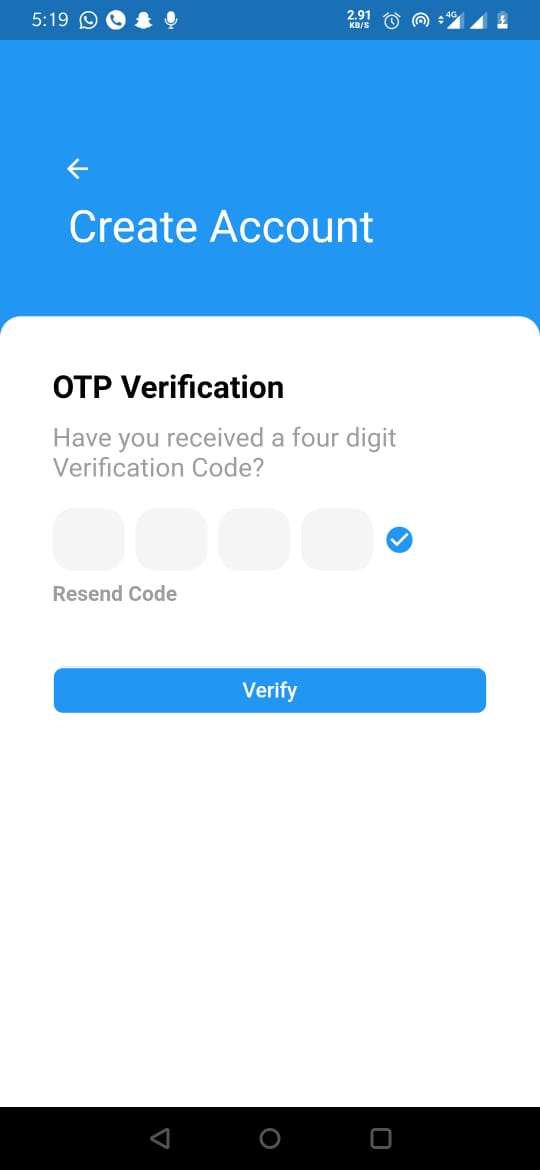 5:19
2.91
KB/S
4G
Create Account
OTP Verification
Have you received a four digit
Verification Code?
Resend Code
Verify